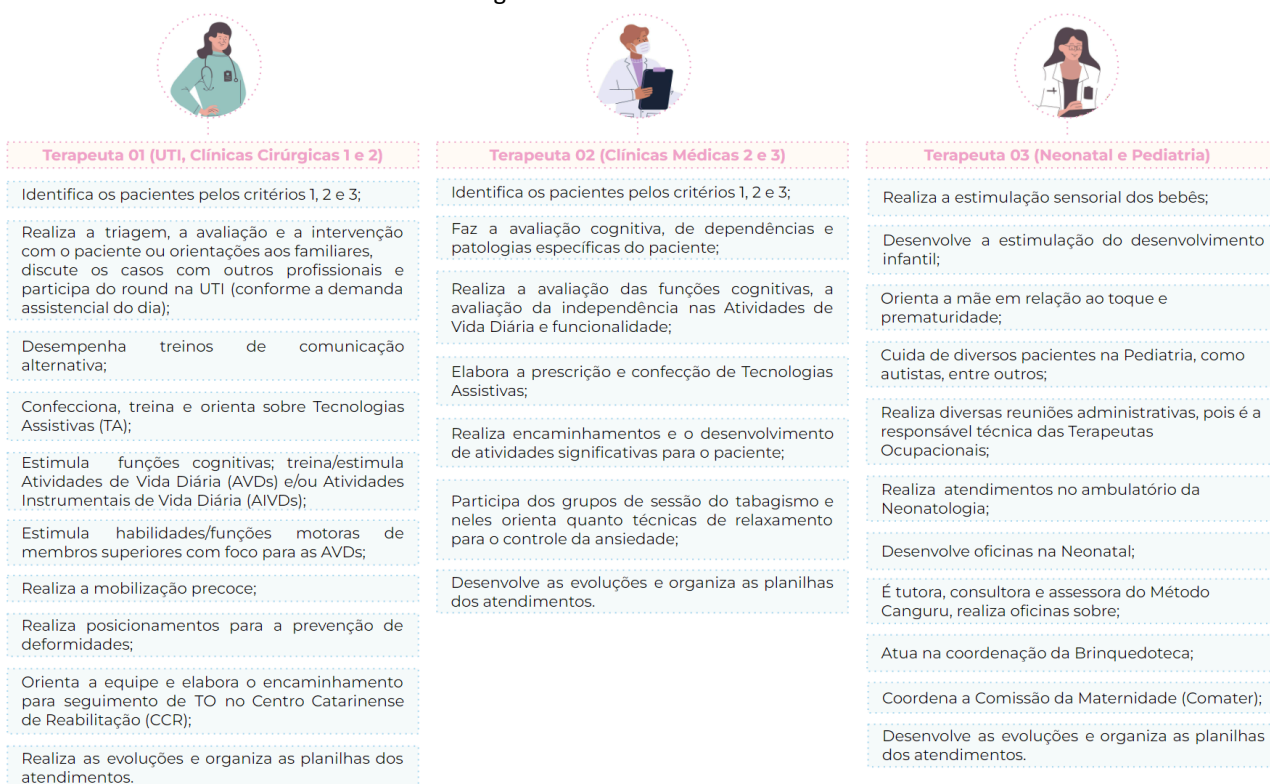 Terapeuta 01 (UTI, Clínicas Cirúrgicas 1 e 2)
Identifica os pacientes pelos critérios 1, 2 e 3;
Realiza a triagem, a avaliação e a intervenção
com o paciente ou orientações aos familiares,
discute os casos com outros profissionais e
participa do round na UTI (conforme a demanda
assistencial do dia);
Desempenha treinos de comunicação
alternativa;
Confecciona, treina e orienta sobre Tecnologias
Assistivas (TA);
Estimula funções cognitivas; treina/estimula
Atividades de Vida Diária (AVDs) e/ou Atividades
Instrumentais de Vida Diária (AIVDs);
Estimula habilidades/funções motoras de
membros superiores com foco para as AVDs;
Realiza a mobilização precoce;
Realiza posicionamentos para a prevenção de
deformidades;
Orienta a equipe e elabora o encaminhamento
para seguimento de TO no Centro Catarinense
de Reabilitação (CCR);
Realiza as evoluções e organiza as planilhas dos
atendimentos.
Terapeuta 02 (Clínicas Médicas 2 e 3)
Identifica os pacientes pelos critérios 1, 2 e 3;
Faz a avaliação cognitiva, de dependências e
patologias específicas do paciente;
Realiza a avaliação das funções cognitivas, a
avaliação da independência nas Atividades de
Vida Diária e funcionalidade;
Elabora a prescrição e confecção de Tecnologias
Assistivas;
Realiza encaminhamentos e o desenvolvimento
de atividades significativas para o paciente;
Participa dos grupos de sessão do tabagismo e
neles orienta quanto técnicas de relaxamento
para o controle da ansiedade;
Desenvolve as evoluções e organiza as planilhas
dos atendimentos.
Terapeuta 03 (Neonatal e Pediatria)
Realiza a estimulação sensorial dos bebês;
Desenvolve a estimulação do desenvolvimento
infantil;
Orienta a mãe em relação ao toque e
prematuridade;
Cuida de diversos pacientes na Pediatria, como
autistas, entre outros;
Realiza diversas reuniões administrativas, pois é a
responsável técnica das Terapeutas
Ocupacionais;
Realiza atendimentos no ambulatório da
Neonatologia;
Desenvolve oficinas na Neonatal;
É tutora, consultora e assessora do Método
Canguru, realiza oficinas sobre;
Atua na coordenação da Brinquedoteca;
Coordena a Comissão da Maternidade (Comater);
Desenvolve as evoluções e organiza as planilhas
dos atendimentos.